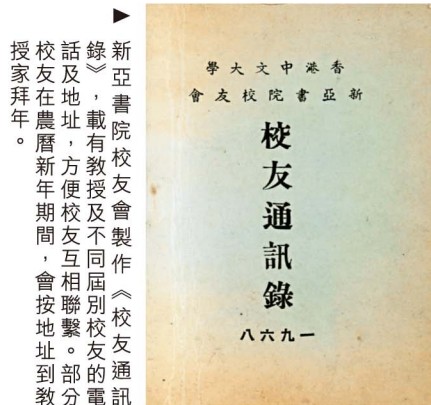 香港中文大學
新亞書院校友會
校友通訊錄
一九六八
▶新亞書院校友會製作《校友通訊
錄》，載有教授及不同屆別校友的電
話及地址，方便校友互相聯繫。部分
校友在農曆新年期間，會按地址到教
授家拜年。